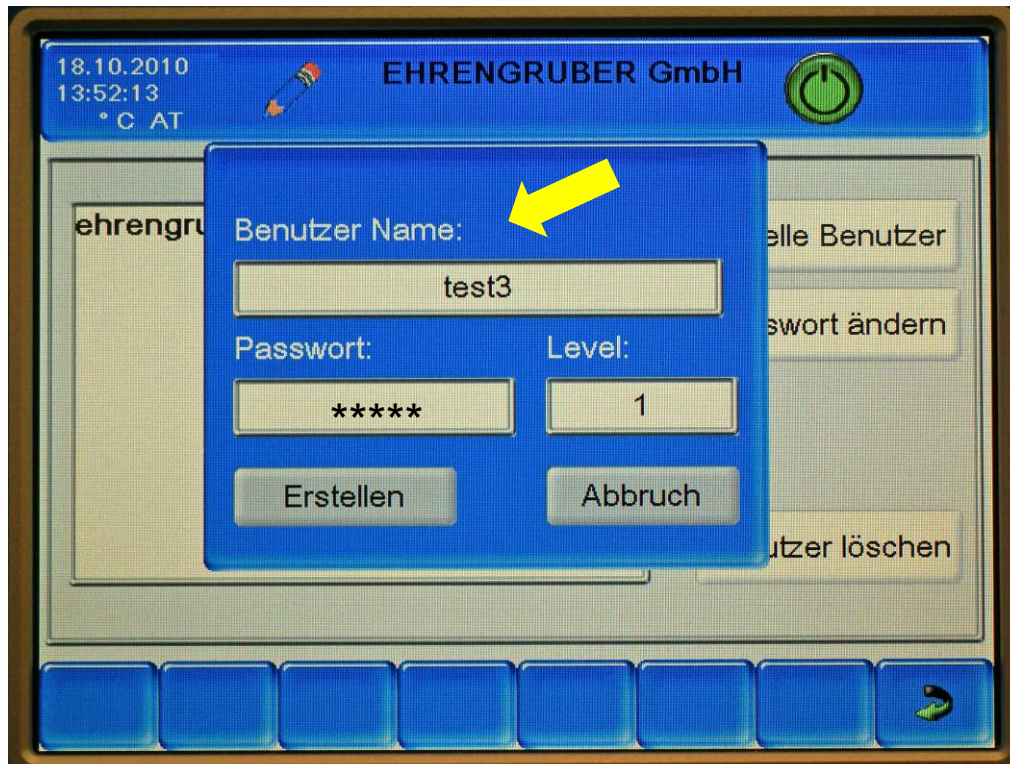 18.10.2010
13:52:13
° C AT
EHRENGRUBER GmbH
ehrengru
Benutzer Name:
test3
Passwort:
Level:
*****
1
Erstellen
Abbruch
elle Benutzer
swort ändern
utzer löschen